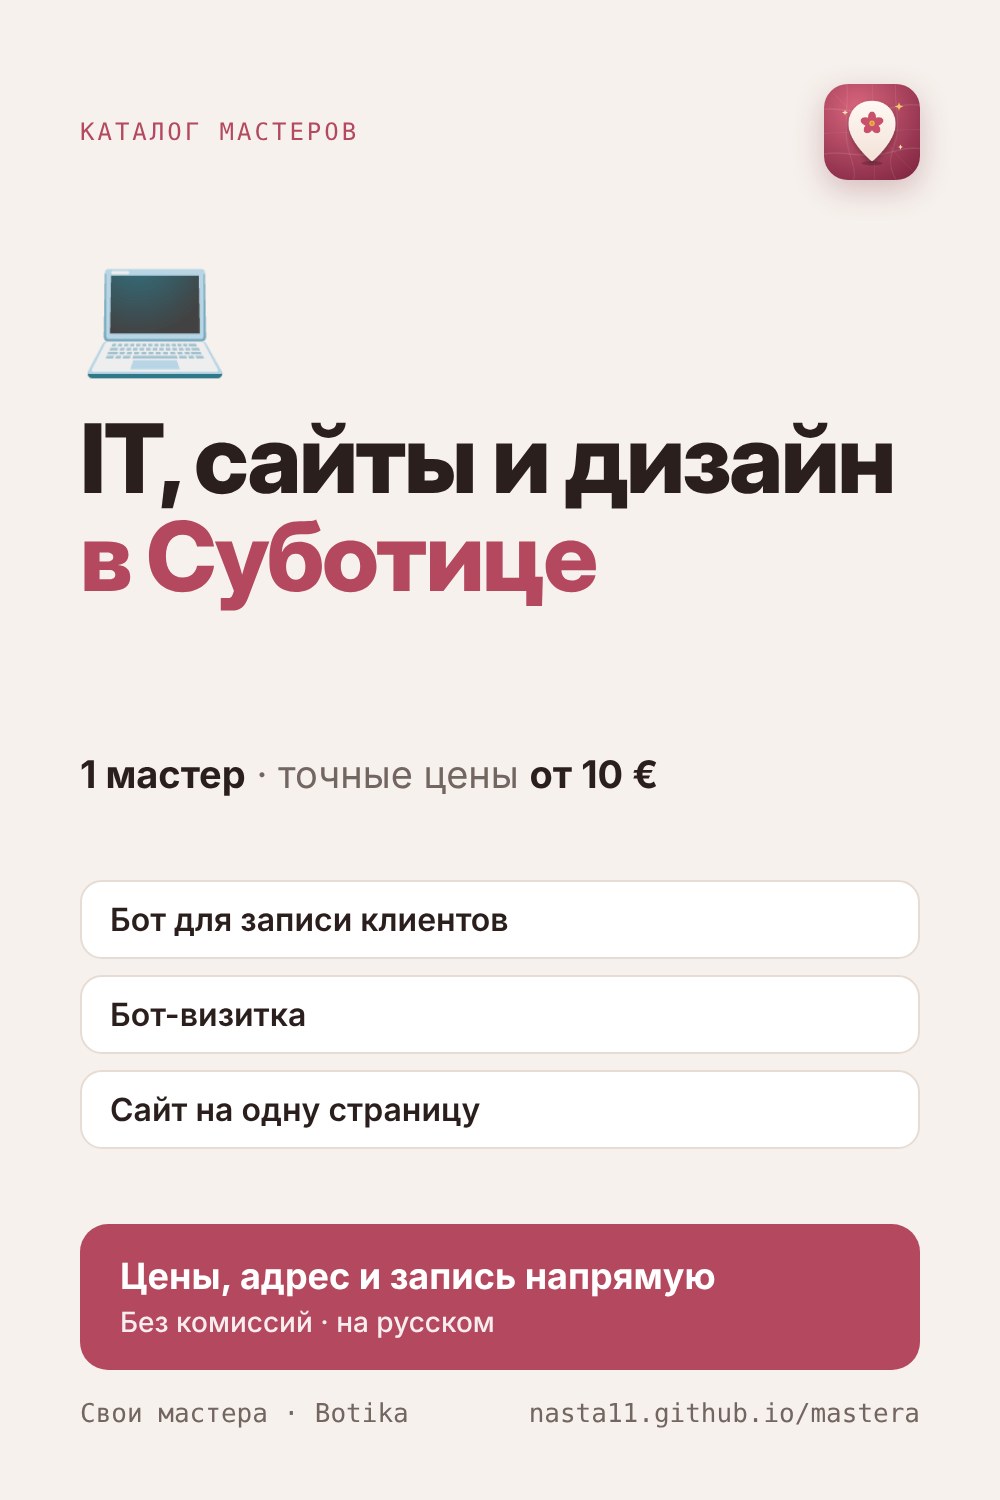 КАТАЛОГ МАСТЕРОВ
IT, сайты и дизайн
в Суботице
1 мастер · точные цены от 10 €
Бот для записи клиентов
Бот-визитка
Сайт на одну страницу
Цены, адрес и запись напрямую
Без комиссий · на русском
Свои мастера · Botika
nasta11.github.io/mastera